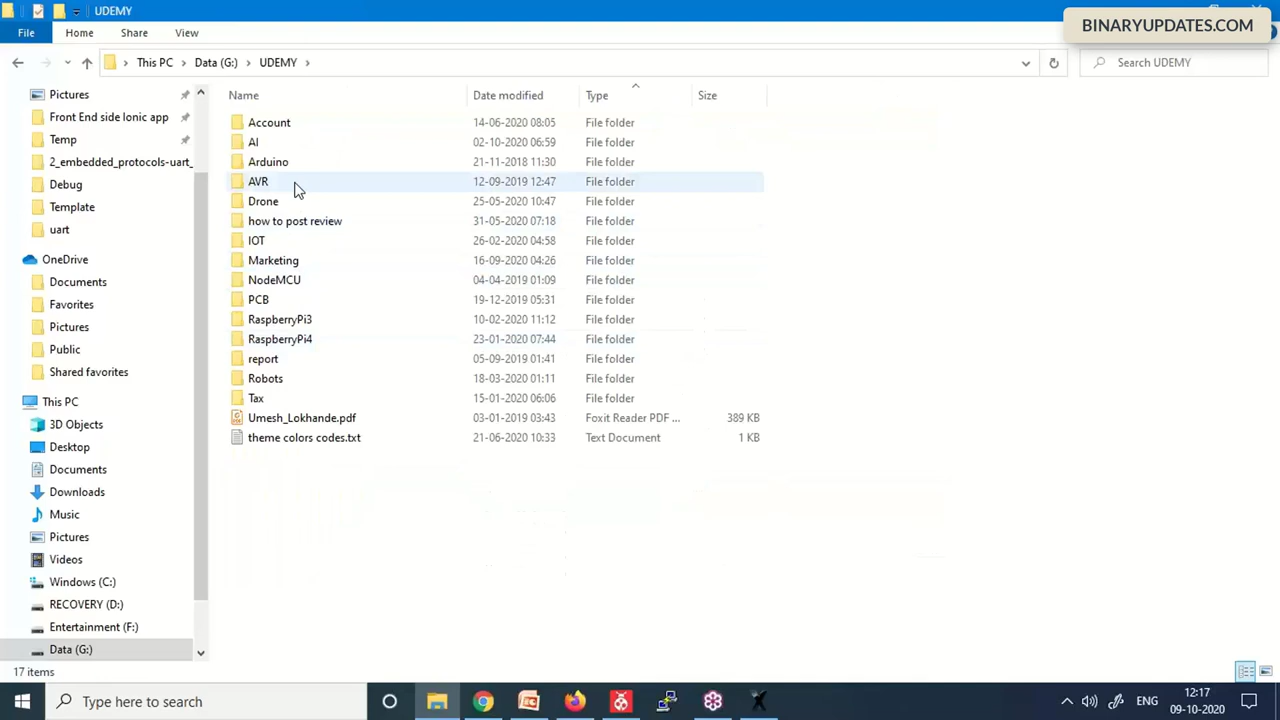 UDEMY
BINARYUPDATES.COM
File Home Share View
This PC Data (G:) UDEMY
Search UDEMY
Name Date modified Type Size
Pictures
Front End side Ionic app
Temp
2_embedded_protocols-uart_
Debug
Template
uart
OneDrive
Documents
Favorites
Pictures
Public
Shared favorites
This PC
3D Objects
Desktop
Documents
Downloads
Music
Pictures
Videos
Windows (C:)
RECOVERY (D:)
Entertainment (F:)
Data (G:)
Account 14-06-2020 08:05 File folder
AI 02-10-2020 06:59 File folder
Arduino 21-11-2018 11:30 File folder
AVR 12-09-2019 12:47 File folder
Drone 25-05-2020 10:47 File folder
how to post review 31-05-2020 07:18 File folder
IOT 26-02-2020 04:58 File folder
Marketing 16-09-2020 04:26 File folder
NodeMCU 04-04-2019 01:09 File folder
PCB 19-12-2019 05:31 File folder
RaspberryPi3 10-02-2020 11:12 File folder
RaspberryPi4 23-01-2020 07:44 File folder
report 05-09-2019 01:41 File folder
Robots 18-03-2020 01:11 File folder
Tax 15-01-2020 06:06 File folder
Umesh_Lokhande.pdf 03-01-2019 03:43 Foxit Reader PDF ... 389 KB
theme colors codes.txt 21-06-2020 10:33 Text Document 1 KB
17 items
Type here to search
ENG
12:17
09-10-2020